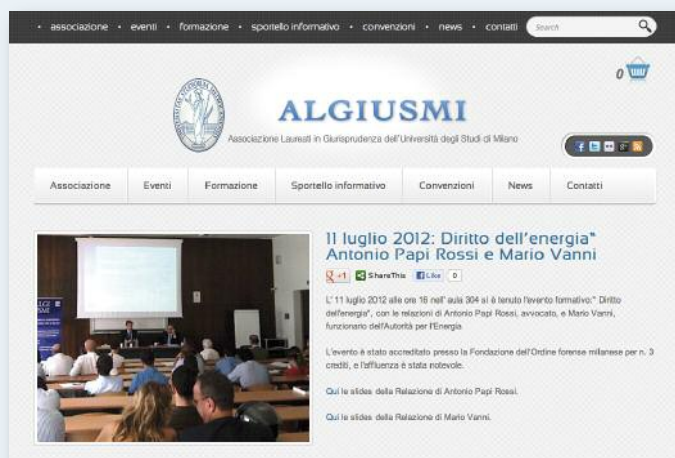 • associazione • eventi • formazione • sportello informativo • convenzioni • news • contatti
Search
0
ALGIUSMI
Associazione Laureati in Giurisprudenza dell'Università degli Studi di Milano
Associazione Eventi Formazione Sportello informativo Convenzioni News Contatti
11 luglio 2012: Diritto dell'energia"
Antonio Papi Rossi e Mario Vanni
+1 ShareThis Like 0
L' 11 luglio 2012 alle ore 16 nell' aula 304 si è tenuto l'evento formativo:" Diritto
dell'energia", con le relazioni di Antonio Papi Rossi, avvocato, e Mario Vanni,
funzionario dell'Autorità per l'Energia
L'evento è stato accreditato presso la Fondazione dell'Ordine forense milanese per n. 3
crediti, e l'affluenza è stata notevole.
Qui le slides della Relazione di Antonio Papi Rossi.
Qui le slides della Relazione di Mario Vanni.
ALGI
USMI